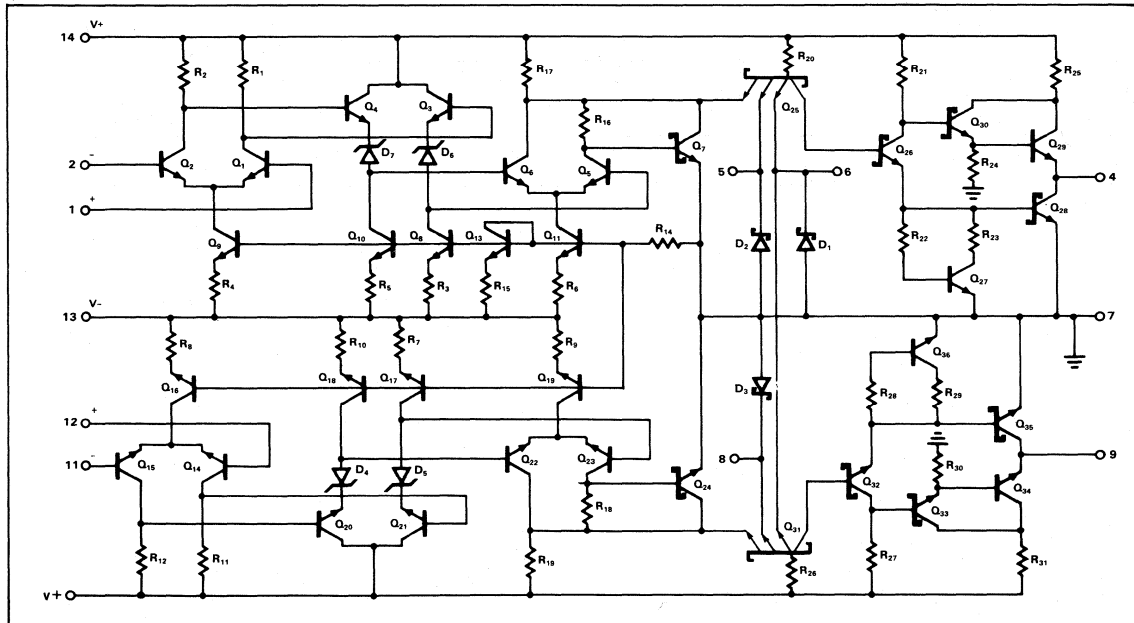 V+
14
R2
R1
R17
R20
R21
R25
Q4
Q3
R16
Q25
Q30
Q2
Q1
D7
D6
Q6
Q5
Q7
Q26
R24
Q29
2 -
5
6
4
1 +
Q28
Q9
Q10
Q8
Q13
Q11
R14
D2
D1
R22
R23
R4
R5
R3
R15
R6
Q27
V-
13
7
R8
R10
R7
R9
Q36
Q16
Q18
Q17
Q19
D3
R28
R29
12 +
Q35
11 -
Q15
Q14
D4
D5
Q22
Q23
8
R30
9
Q24
Q32
Q34
Q20
Q21
R18
Q31
Q33
R12
R11
R19
R26
R27
R31
V+